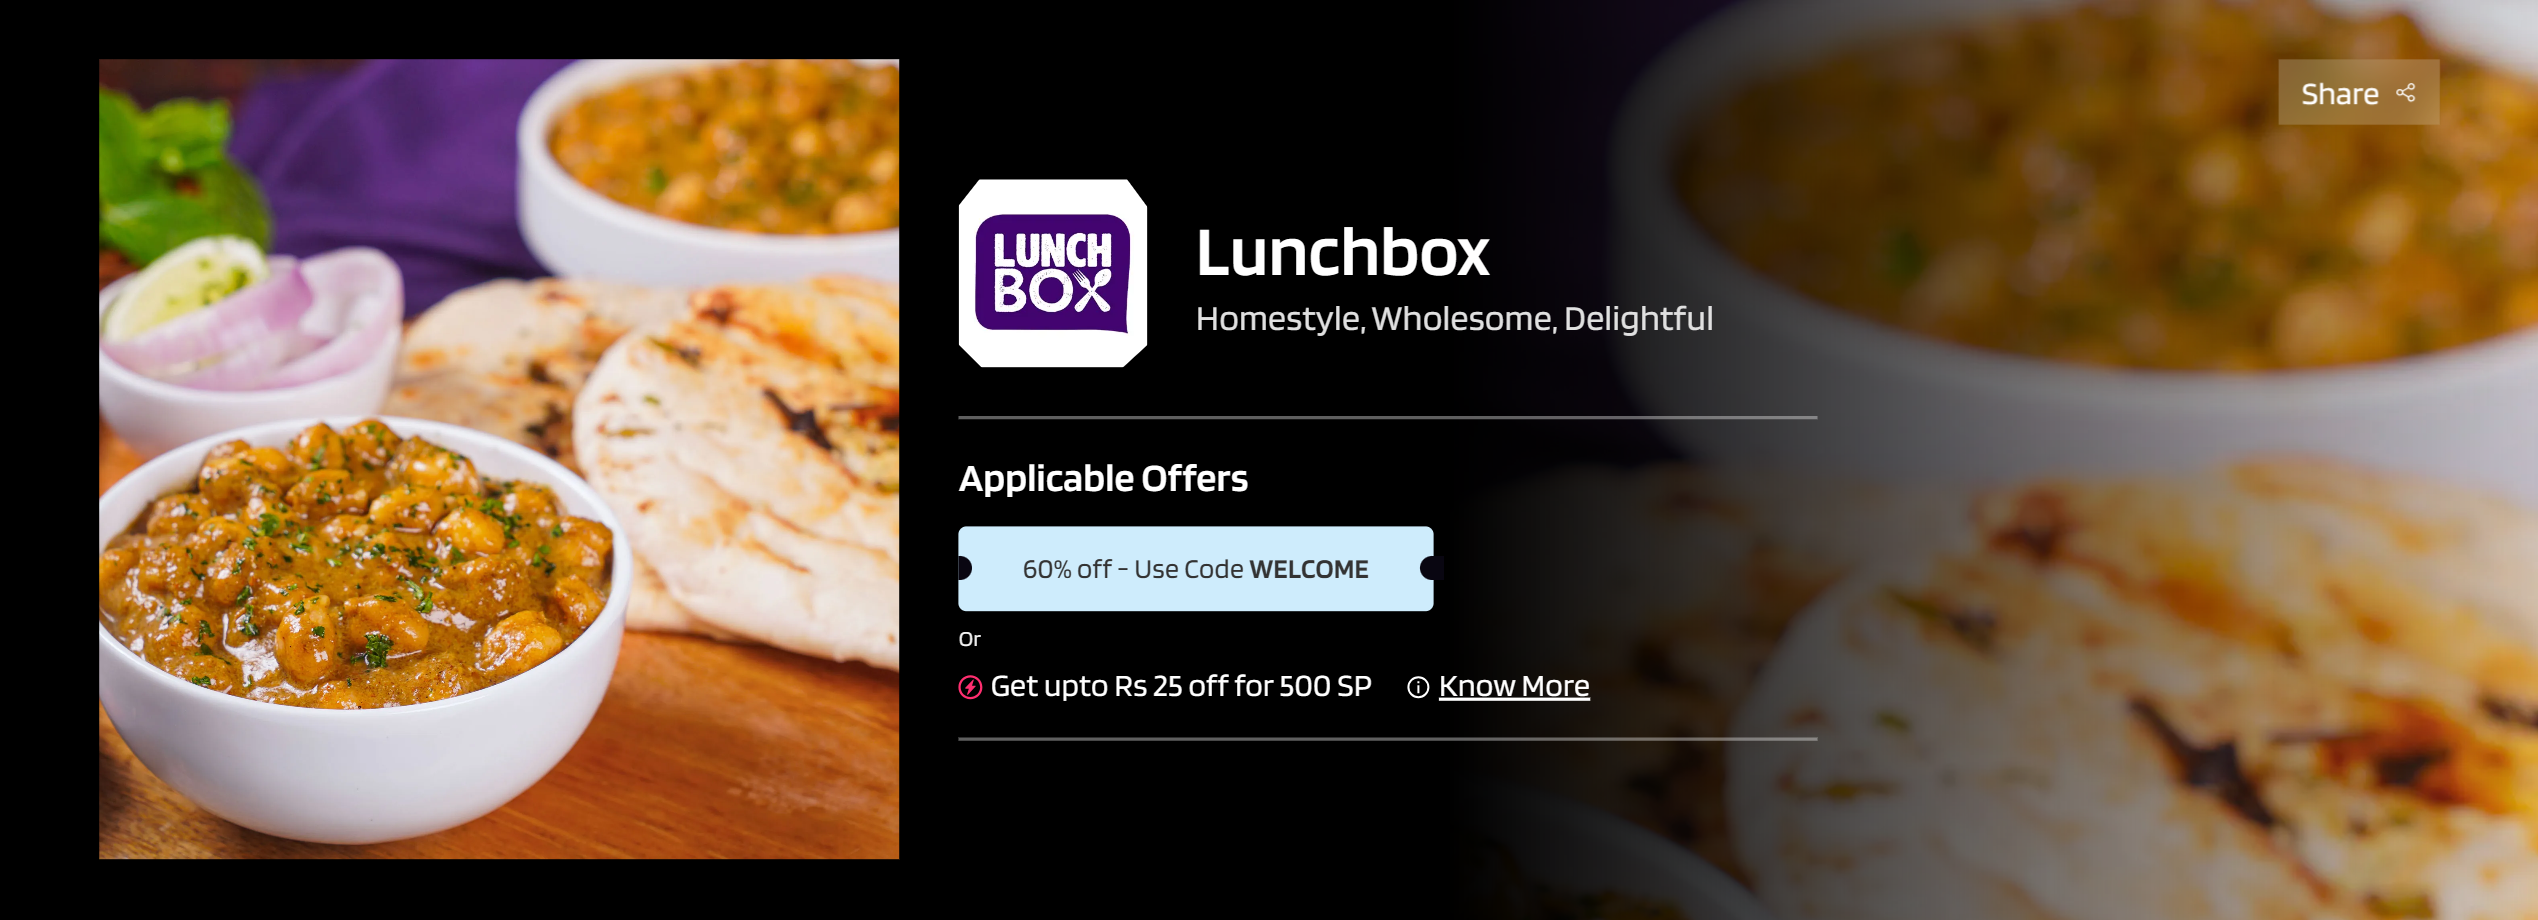 Share
LUNCH
BOX
Lunchbox
Homestyle, Wholesome, Delightful
Applicable Offers
60% off - Use Code WELCOME
Or
Get upto Rs 25 off for 500 SP
Know More